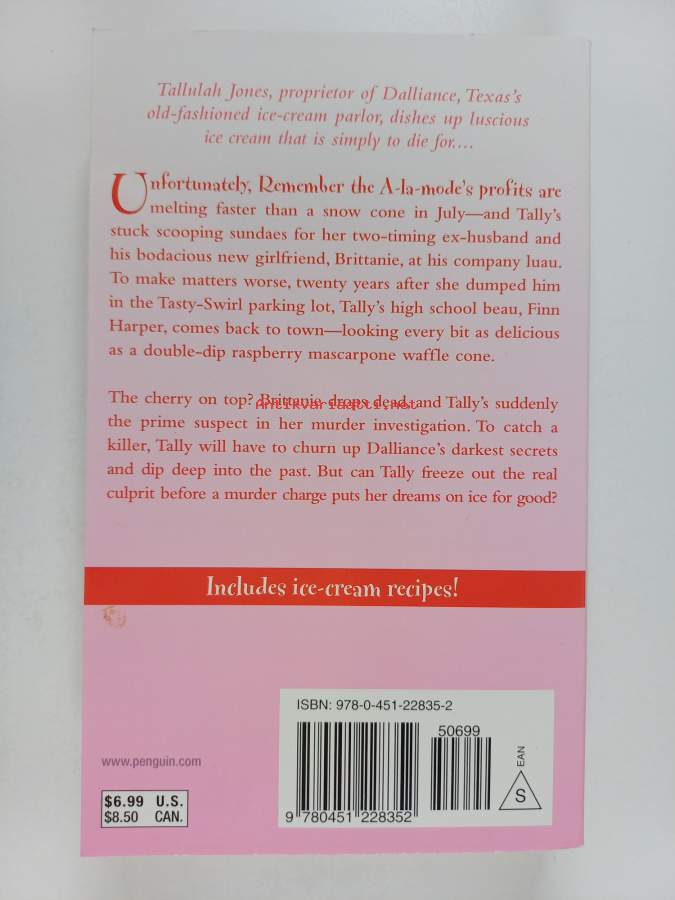 Tallulah Jones, proprietor of Dalliance, Texas's
old-fashioned ice-cream parlor, dishes up luscious
ice cream that is simply to die for....
Unfortunately, Remember the A-la-mode's profits are
melting faster than a snow cone in July—and Tally's
stuck scooping sundaes for her two-timing ex-husband and
his bodacious new girlfriend, Brittanie, at his company luau.
To make matters worse, twenty years after she dumped him
in the Tasty-Swirl parking lot, Tally's high school beau, Finn
Harper, comes back to town—looking every bit as delicious
as a double-dip raspberry mascarpone waffle cone.
The cherry on top? Brittanie drops dead, and Tally's suddenly
the prime suspect in her murder investigation. To catch a
killer, Tally will have to churn up Dalliance's darkest secrets
and dip deep into the past. But can Tally freeze out the real
culprit before a murder charge puts her dreams on ice for good?
Includes ice-cream recipes!
ISBN: 978-0-451-22835-2
50699
EAN
S
9 780451 228352
www.penguin.com
$6.99 U.S.
$8.50 CAN.